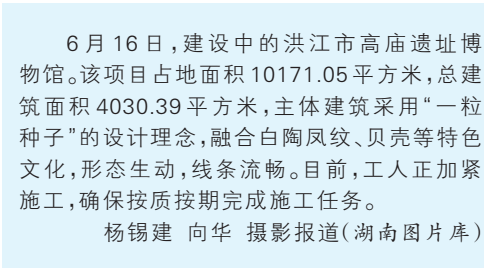 6月16日，建设中的洪江市高庙遗址博
物馆。该项目占地面积10171.05平方米，总建
筑面积4030.39平方米，主体建筑采用“一粒
种子”的设计理念，融合白陶凤纹、贝壳等特色
文化，形态生动，线条流畅。目前，工人正加紧
施工，确保按质按期完成施工任务。
杨锡建 向华 摄影报道(湖南图片库)